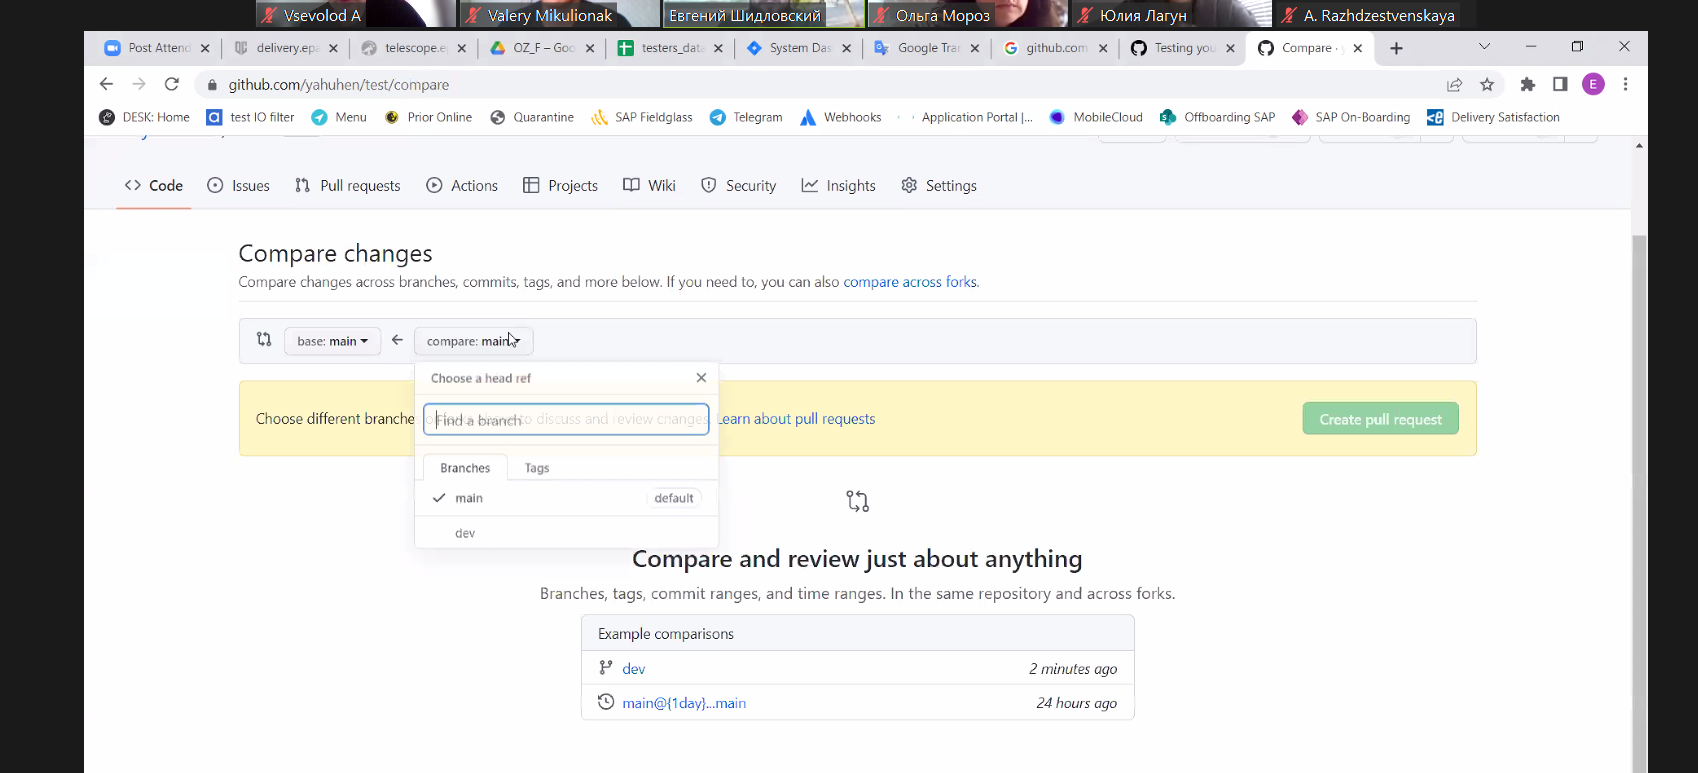 Vsevolod A
Valery Mikulionak
Евгений Шидловский
Ольга Мороз
Юлия Лагун
A. Razhdzestvenskaya
Post Attend
delivery.epa
telescope.e
OZ_F – Goo
testers_data
System Das
Google Tra
github.com
Testing you
Compare ·
github.com/yahuhen/test/compare
E
DESK: Home
test IO filter
Menu
Prior Online
Quarantine
SAP Fieldglass
Telegram
Webhooks
Application Portal |...
MobileCloud
Offboarding SAP
SAP On-Boarding
Delivery Satisfaction
Code
Issues
Pull requests
Actions
Projects
Wiki
Security
Insights
Settings
Compare changes
Compare changes across branches, commits, tags, and more below. If you need to, you can also compare across forks.
base: main
compare: main
Choose a head ref
Choose different branches
Find a branch
to discuss and review changes. Learn about pull requests
Create pull request
Branches
Tags
main
default
dev
Compare and review just about anything
Branches, tags, commit ranges, and time ranges. In the same repository and across forks.
Example comparisons
dev
2 minutes ago
main@{1day}...main
24 hours ago